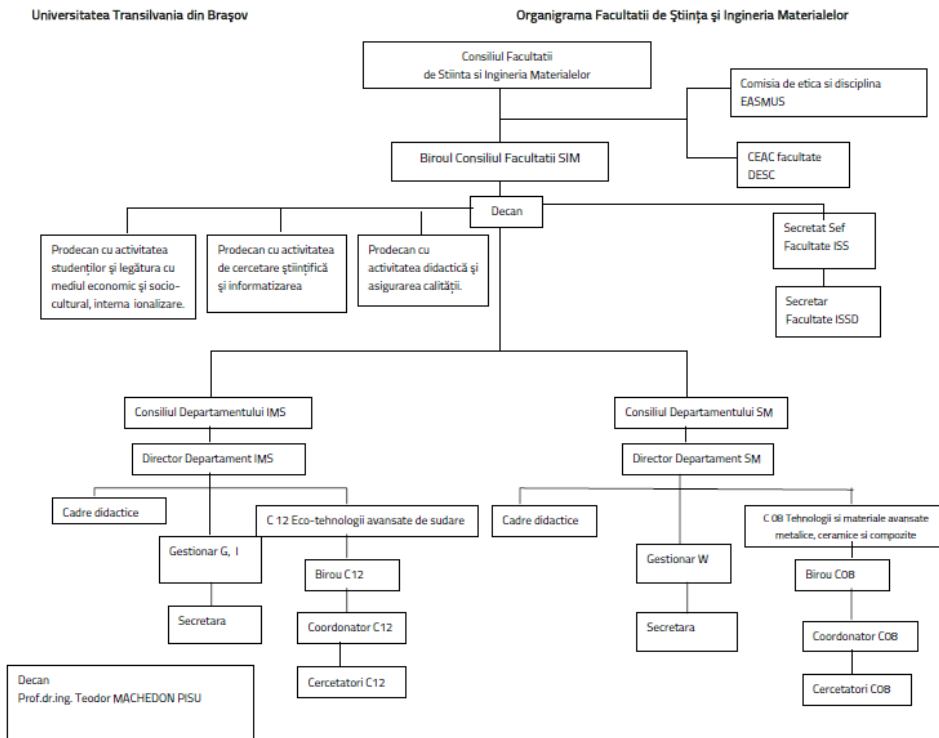 Universitatea Transilvania din Braşov
Organigrama Facultatii de Ştiinţa şi Ingineria Materialelor
Consiliul Facultatii
de Stiinta si Ingineria Materialelor
Comisia de etica si disciplina
EASMUS
Biroul Consiliul Facultatii SIM
CEAC facultate
DESC
Decan
Secretat Sef
Facultate ISS
Prodecan cu activitatea
studenţilor şi legătura cu
mediul economic şi socio-
cultural, interna ionalizare.
Prodecan cu activitatea
de cercetare ştiinţifică
şi informatizarea
Prodecan cu
activitatea didactică şi
asigurarea calităţii.
Secretar
Facultate ISSD
Consiliul Departamentului IMS
Consiliul Departamentului SM
Director Departament IMS
Director Departament SM
Cadre didactice
C 12 Eco-tehnologii avansate de sudare
Cadre didactice
C 08 Tehnologii si materiale avansate
metalice, ceramice si compozite
Gestionar G, I
Birou C12
Gestionar W
Birou C08
Secretara
Coordonator C12
Secretara
Coordonator C08
Cercetatori C12
Cercetatori C08
Decan
Prof.dr.ing. Teodor MACHEDON PISU